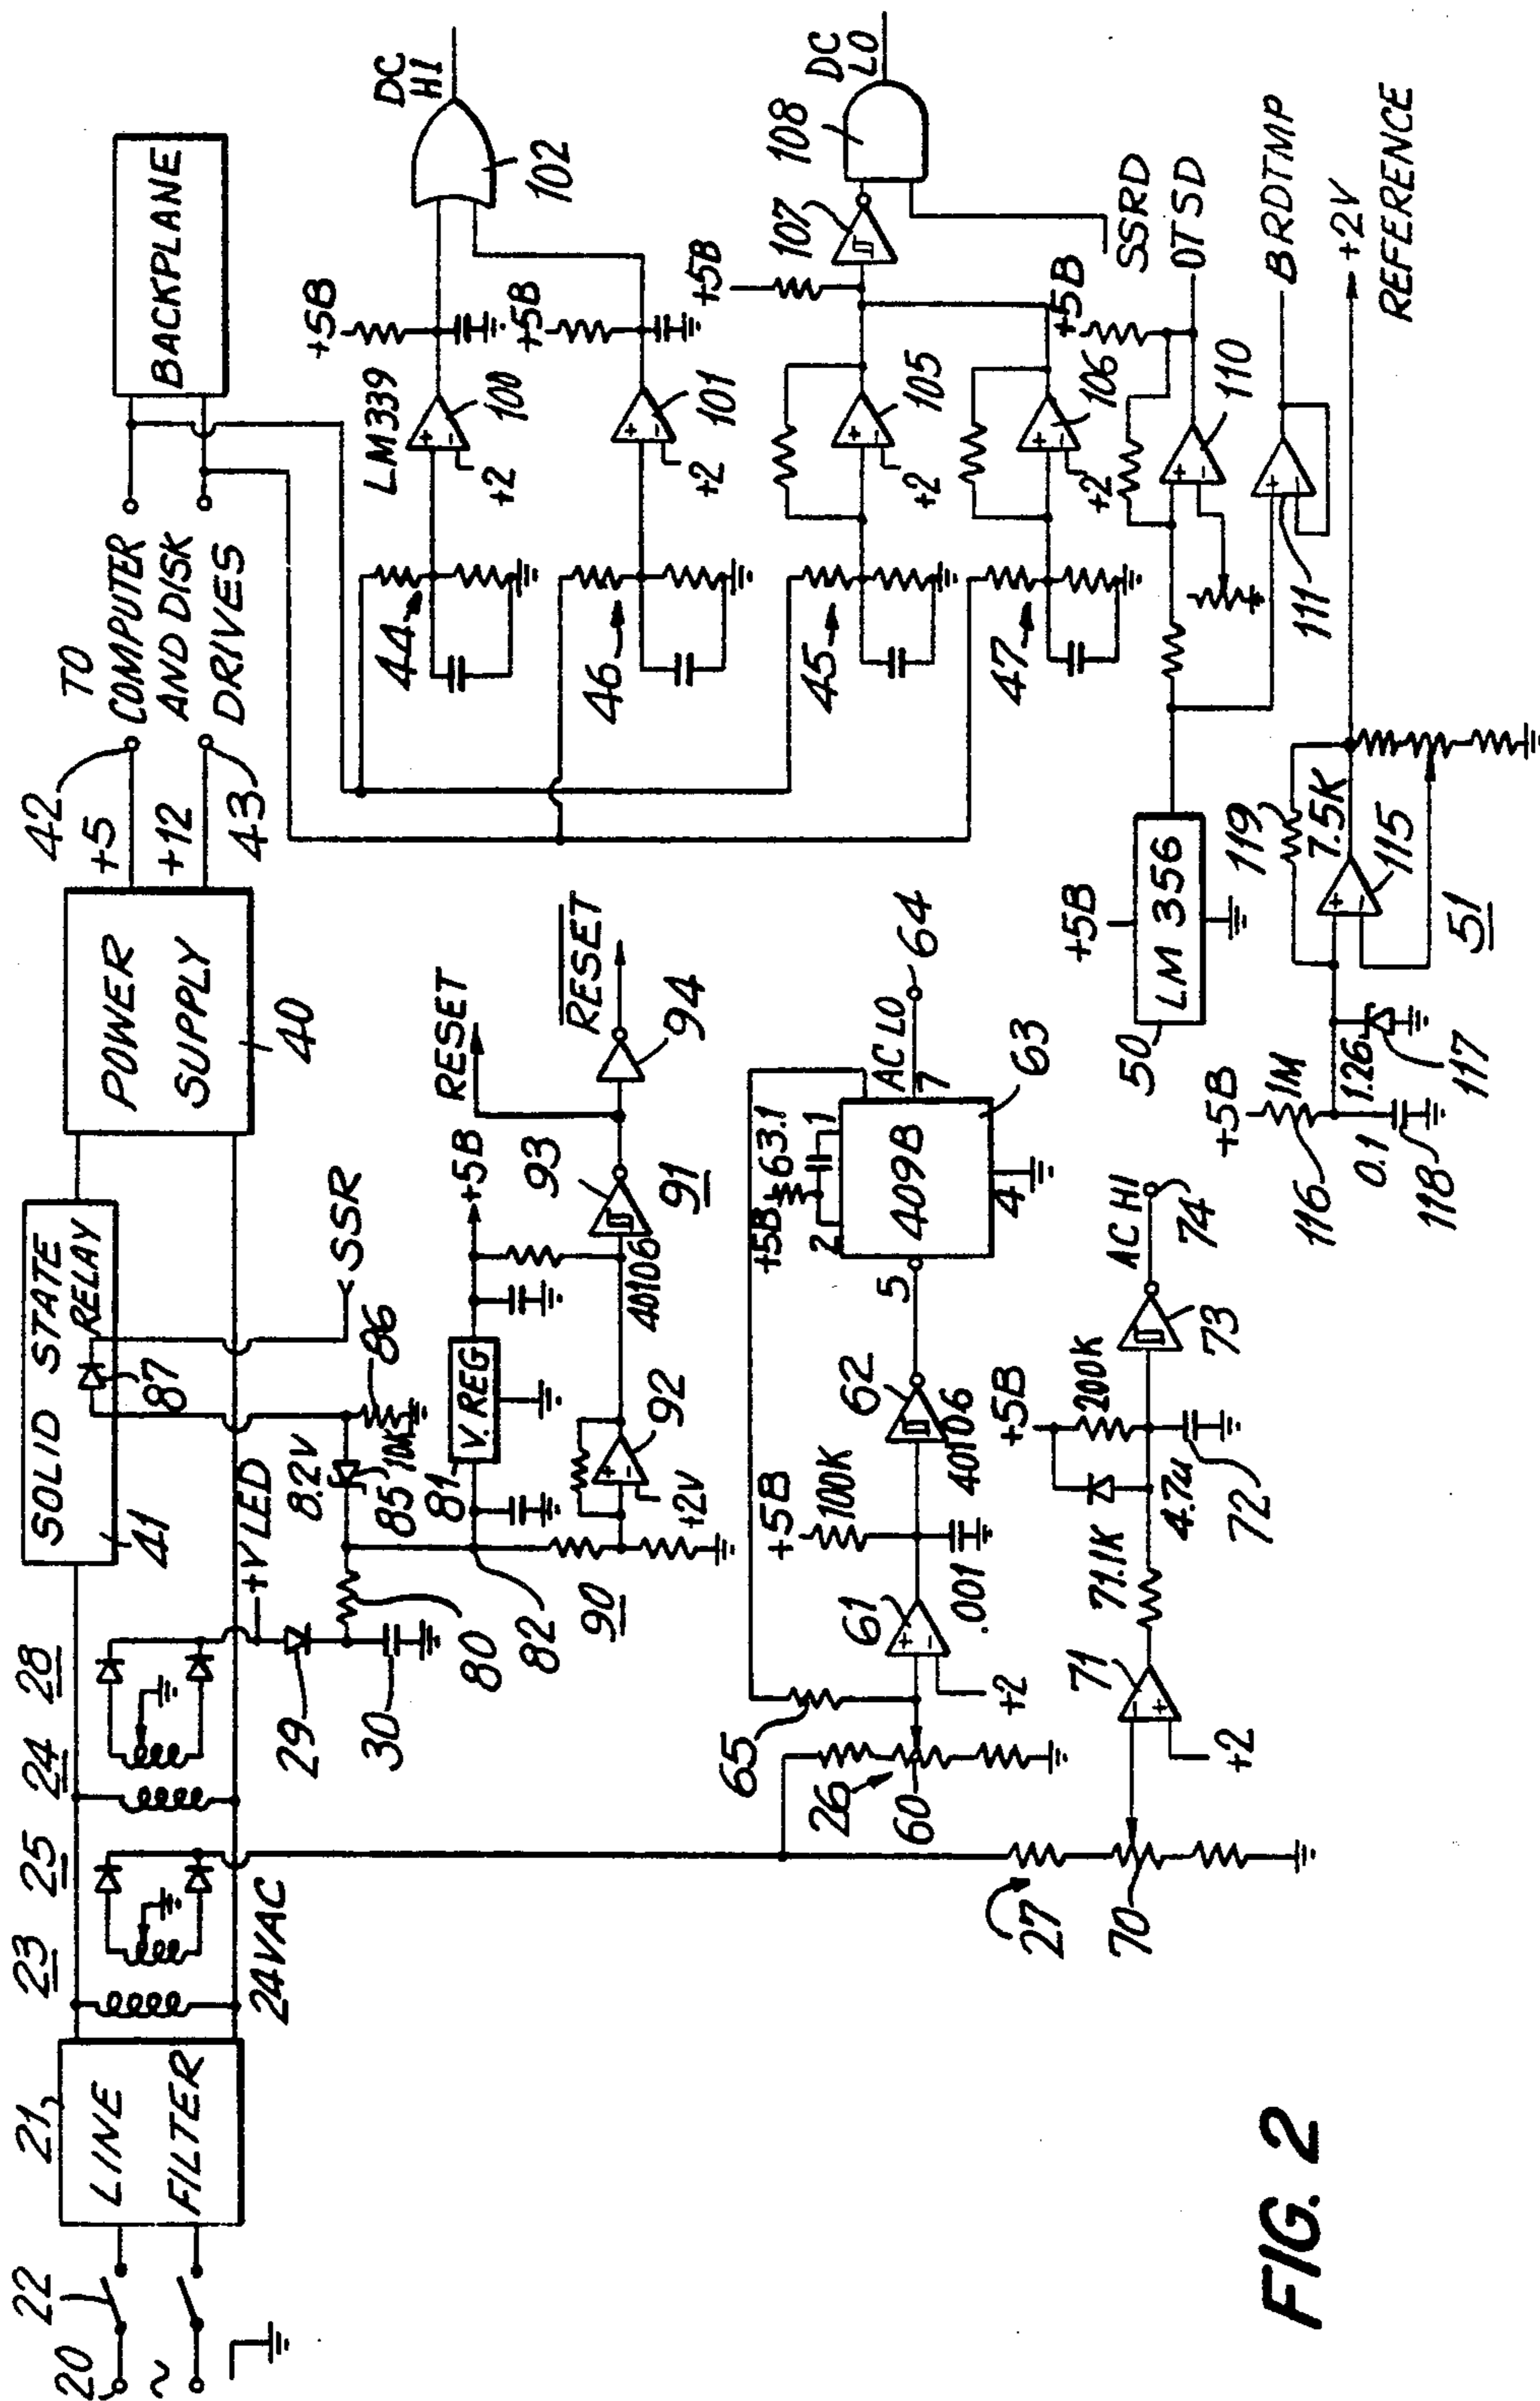 20
22
21
LINE
FILTER
23
25
24
28
24VAC
+VLED
SOLID STATE
RELAY
41
87
SSR
POWER
SUPPLY
40
42
+5
+12
43
TO
COMPUTER
AND DISK
DRIVES
BACKPLANE
29
30
80
82
8.2V
85
10K
86
81
V. REG
+5B
90
+2V
92
40106
93
91
RESET
RESET
94
44
LM339
+2
100
+5B
46
+2
101
+5B
102
DC
HI
45
+2
105
+5B
107
108
DC
LO
47
+2
106
SSRD
+5B
OTSD
110
BRDTMP
111
+2V
REFERENCE
26
60
65
+2
61
+5B
100K
.001
62
40106
5
+5B
63.1
2
1
409B
4
7
63
AC LO
64
27
70
71
+2
71.1K
+5B
200K
4.7u
72
73
AC HI
74
+5B
50
LM 356
+5B
1M
116
0.1
118
1.26
117
119
7.5K
115
51
FIG. 2